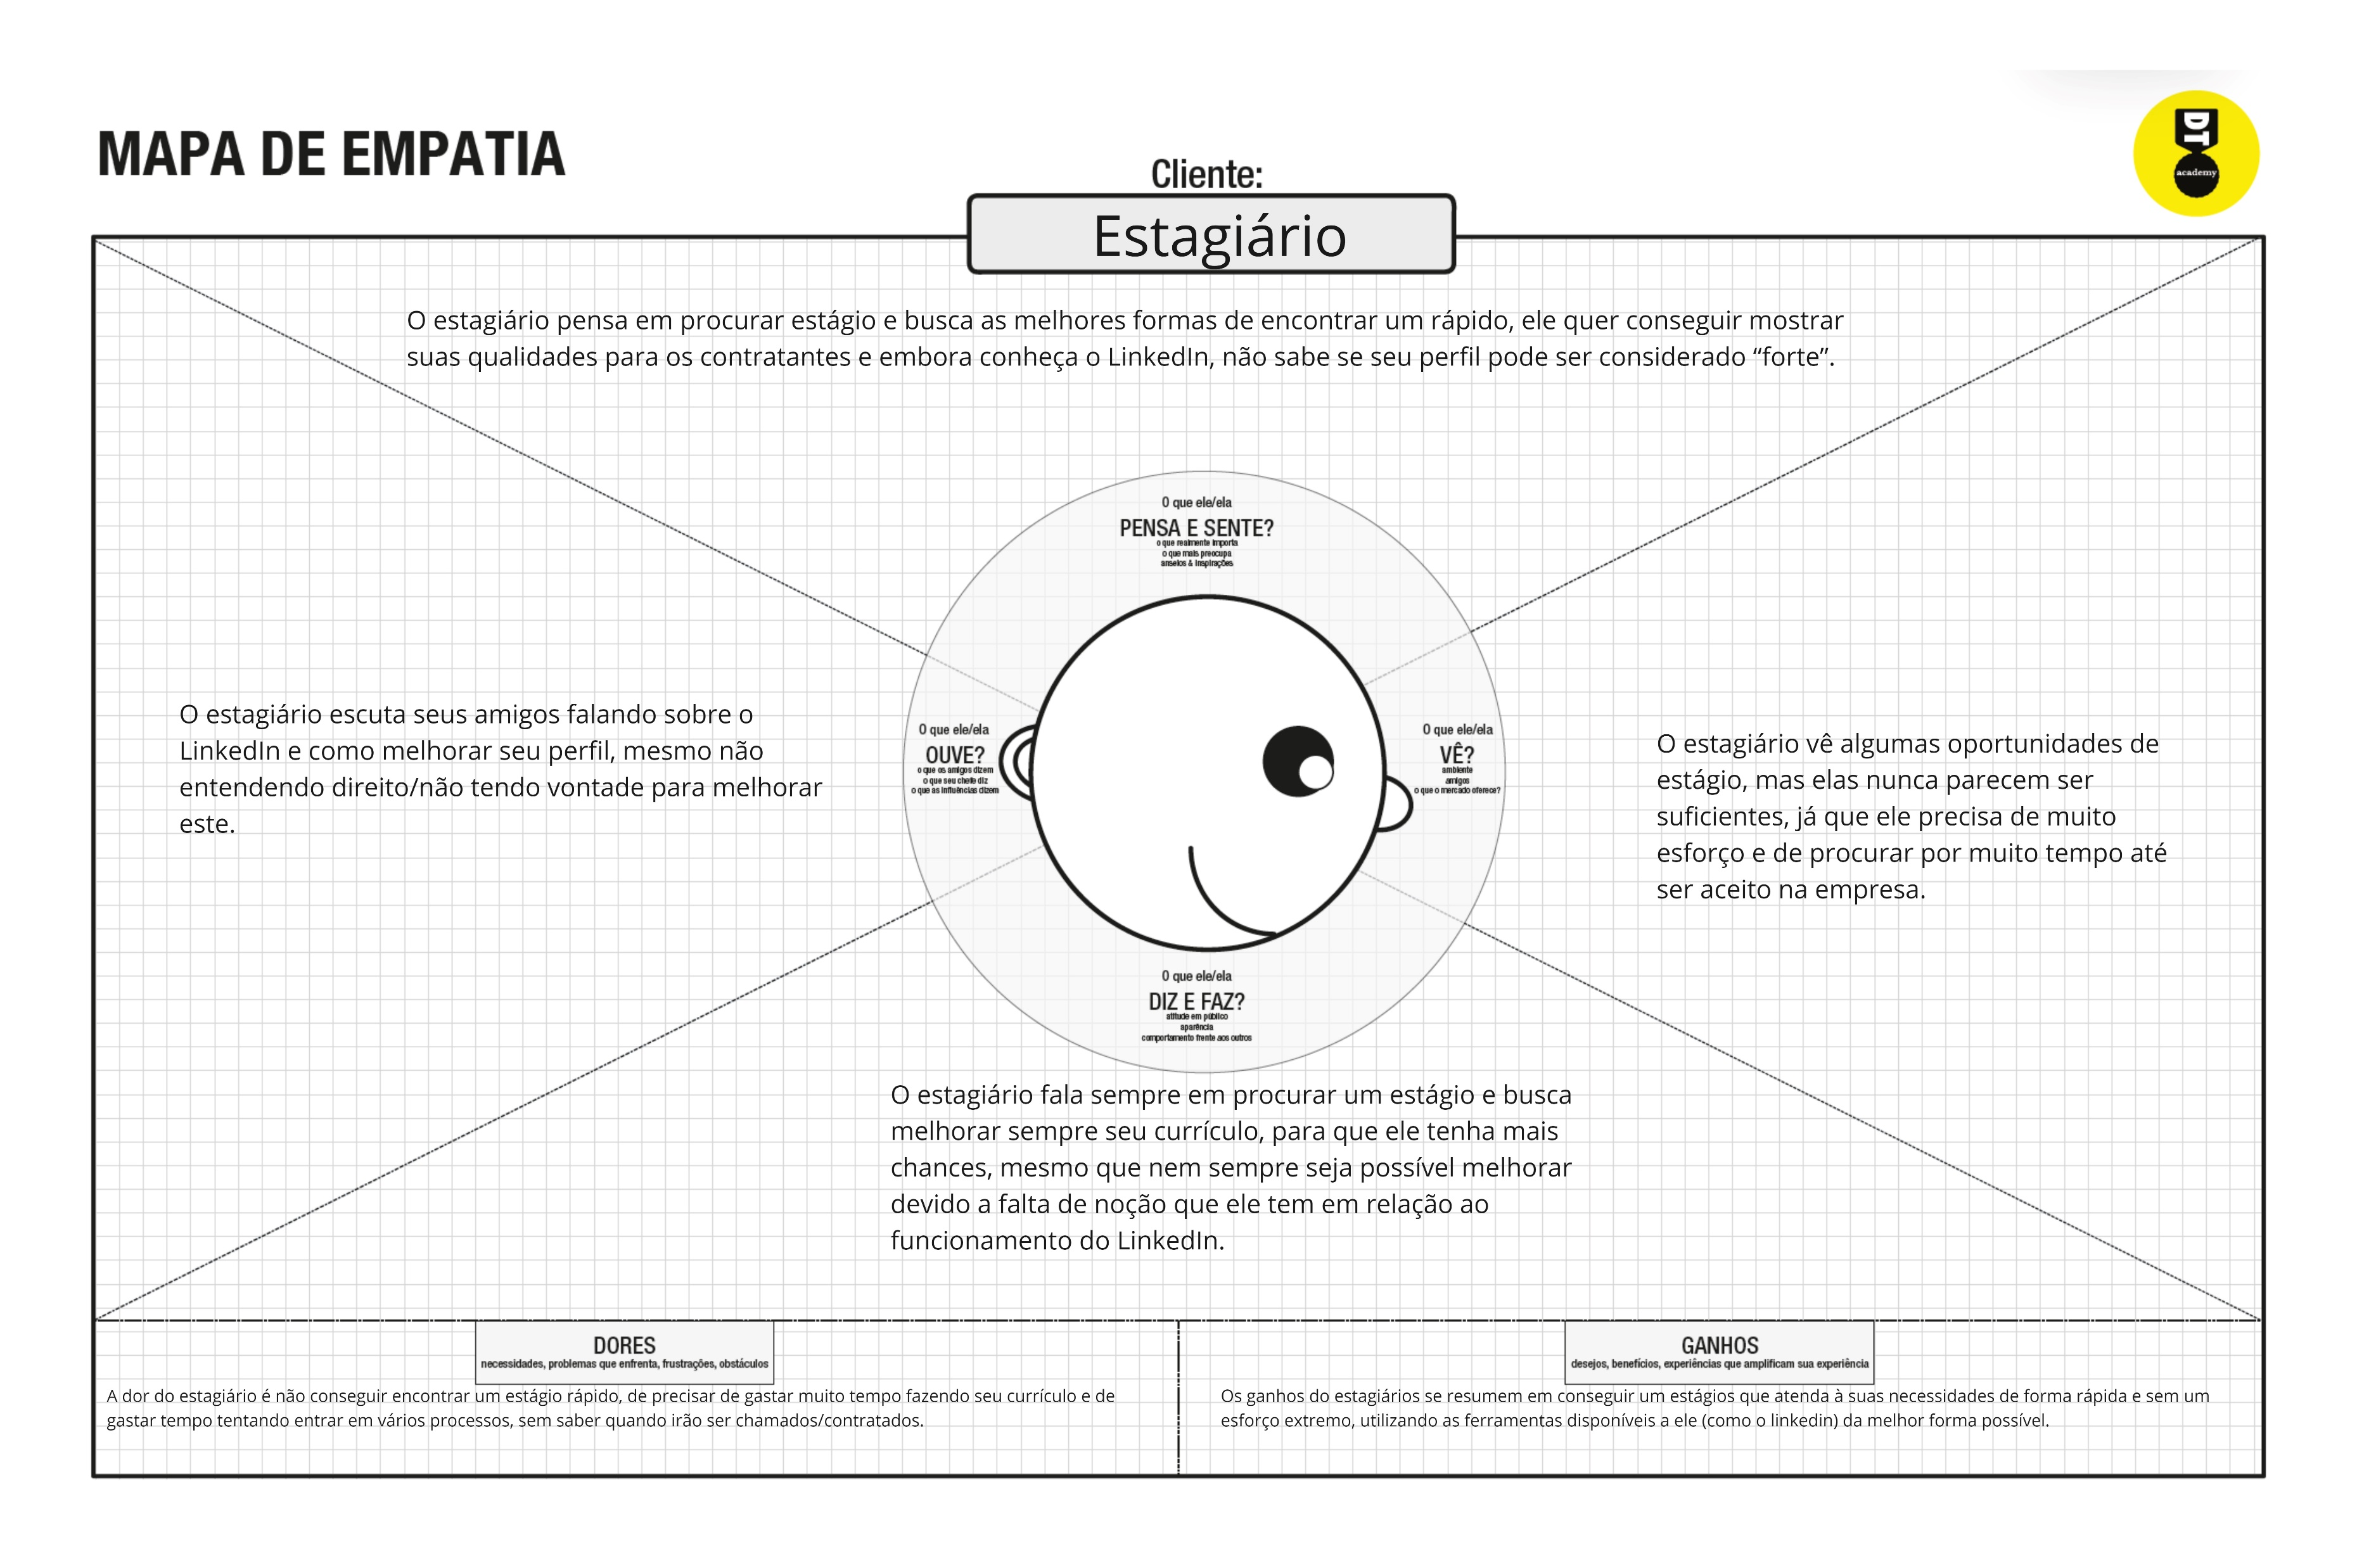 MAPA DE EMPATIA
DT
academy
Cliente:
Estagiário
O estagiário pensa em procurar estágio e busca as melhores formas de encontrar um rápido, ele quer conseguir mostrar
suas qualidades para os contratantes e embora conheça o LinkedIn, não sabe se seu perfil pode ser considerado “forte”.
O que ele/ela
PENSA E SENTE?
o que realmente importa
o que mais preocupa
anseios & inspirações
O estagiário escuta seus amigos falando sobre o
LinkedIn e como melhorar seu perfil, mesmo não
entendendo direito/não tendo vontade para melhorar
este.
O que ele/ela
OUVE?
o que os amigos dizem
o que seu chefe diz
o que as influências dizem
O que ele/ela
VÊ?
ambiente
amigos
o que o mercado oferece?
O estagiário vê algumas oportunidades de
estágio, mas elas nunca parecem ser
suficientes, já que ele precisa de muito
esforço e de procurar por muito tempo até
ser aceito na empresa.
O que ele/ela
DIZ E FAZ?
atitude em público
aparência
comportamento frente aos outros
O estagiário fala sempre em procurar um estágio e busca
melhorar sempre seu currículo, para que ele tenha mais
chances, mesmo que nem sempre seja possível melhorar
devido a falta de noção que ele tem em relação ao
funcionamento do LinkedIn.
DORES
necessidades, problemas que enfrenta, frustrações, obstáculos
A dor do estagiário é não conseguir encontrar um estágio rápido, de precisar de gastar muito tempo fazendo seu currículo e de
gastar tempo tentando entrar em vários processos, sem saber quando irão ser chamados/contratados.
GANHOS
desejos, benefícios, experiências que amplificam sua experiência
Os ganhos do estagiários se resumem em conseguir um estágios que atenda à suas necessidades de forma rápida e sem um
esforço extremo, utilizando as ferramentas disponíveis a ele (como o linkedin) da melhor forma possível.